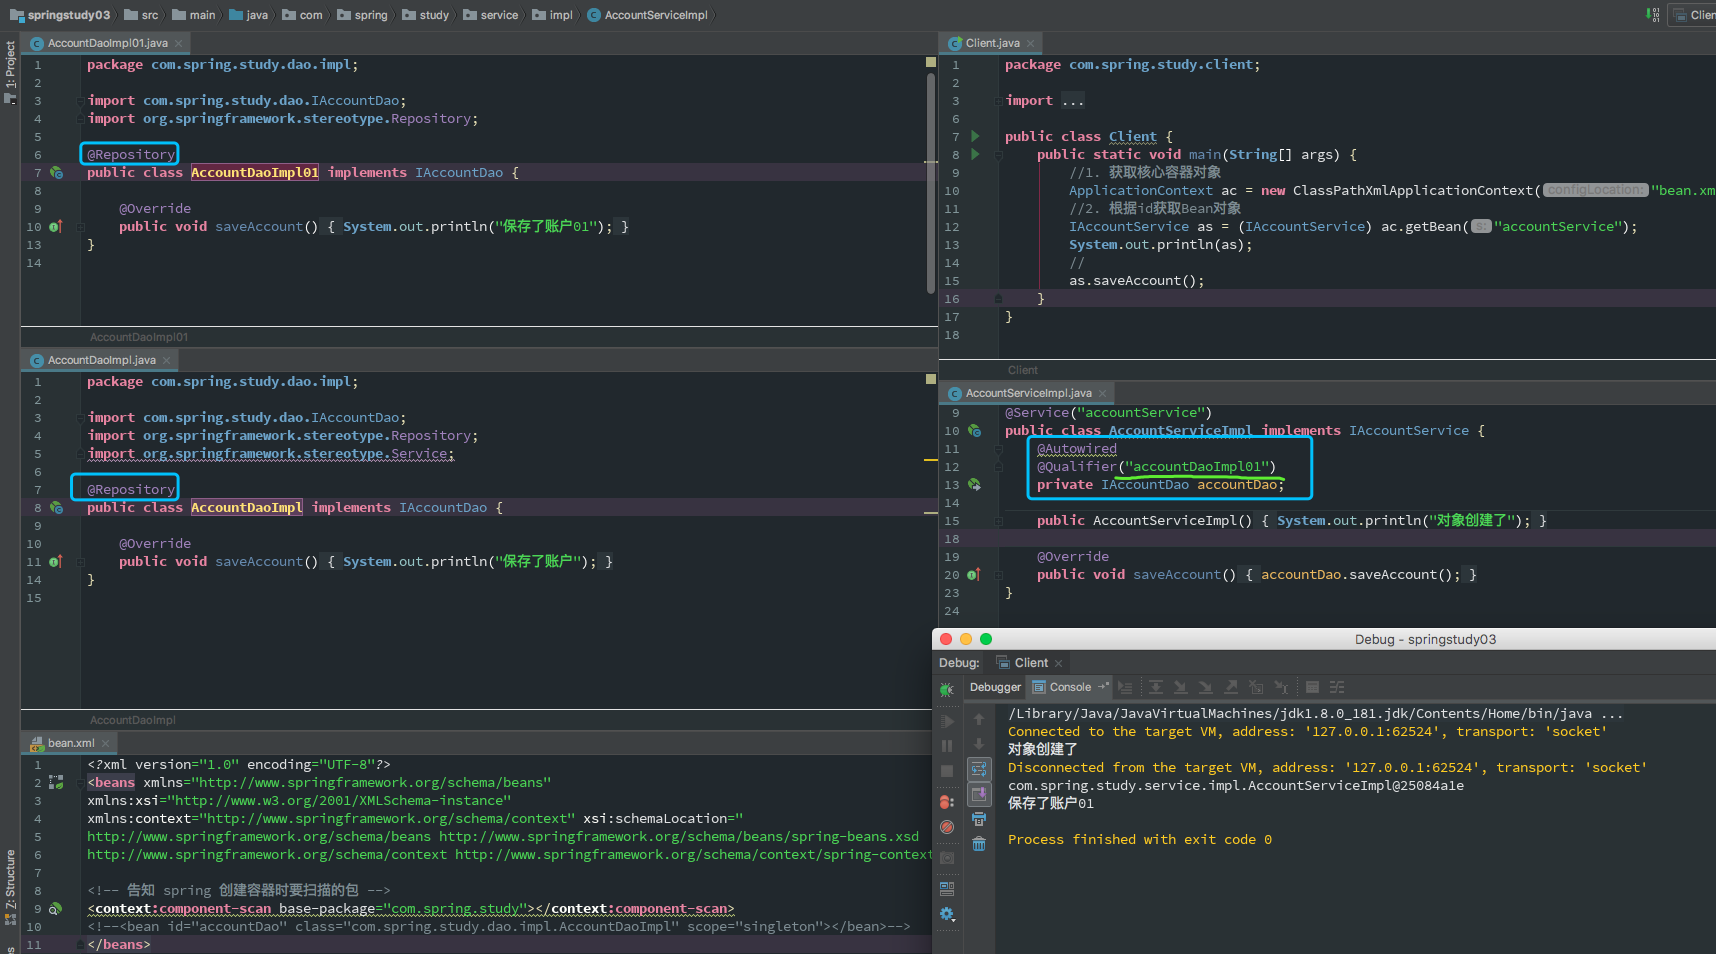 springstudy03 src main java com spring study service impl AccountServiceImpl
Clien
1: Project
7: Structure
AccountDaoImpl01.java
1 package com.spring.study.dao.impl;
2
3 import com.spring.study.dao.IAccountDao;
4 import org.springframework.stereotype.Repository;
5
6 @Repository
7 public class AccountDaoImpl01 implements IAccountDao {
8
9 @Override
10 public void saveAccount() { System.out.println("保存了账户01"); }
13 }
14
AccountDaoImpl01
AccountDaoImpl.java
1 package com.spring.study.dao.impl;
2
3 import com.spring.study.dao.IAccountDao;
4 import org.springframework.stereotype.Repository;
5 import org.springframework.stereotype.Service;
6
7 @Repository
8 public class AccountDaoImpl implements IAccountDao {
9
10 @Override
11 public void saveAccount() { System.out.println("保存了账户"); }
14 }
15
AccountDaoImpl
bean.xml
1 <?xml version="1.0" encoding="UTF-8"?>
2 <beans xmlns="http://www.springframework.org/schema/beans"
3 xmlns:xsi="http://www.w3.org/2001/XMLSchema-instance"
4 xmlns:context="http://www.springframework.org/schema/context" xsi:schemaLocation="
5 http://www.springframework.org/schema/beans http://www.springframework.org/schema/beans/spring-beans.xsd
6 http://www.springframework.org/schema/context http://www.springframework.org/schema/context/spring-context
7
8 <!-- 告知 spring 创建容器时要扫描的包 -->
9 <context:component-scan base-package="com.spring.study"></context:component-scan>
10 <!--<bean id="accountDao" class="com.spring.study.dao.impl.AccountDaoImpl" scope="singleton"></bean>-->
11 </beans>
Client.java
1 package com.spring.study.client;
2
3 import ...
6
7 public class Client {
8 public static void main(String[] args) {
9 //1. 获取核心容器对象
10 ApplicationContext ac = new ClassPathXmlApplicationContext( configLocation: "bean.xm
11 //2. 根据id获取Bean对象
12 IAccountService as = (IAccountService) ac.getBean( s: "accountService");
13 System.out.println(as);
14 //
15 as.saveAccount();
16 }
17 }
18
Client
AccountServiceImpl.java
9 @Service("accountService")
10 public class AccountServiceImpl implements IAccountService {
11 @Autowired
12 @Qualifier("accountDaoImpl01")
13 private IAccountDao accountDao;
14
15 public AccountServiceImpl() { System.out.println("对象创建了"); }
18
19 @Override
20 public void saveAccount() { accountDao.saveAccount(); }
23 }
24
Debug - springstudy03
Debug: Client
Debugger Console
/Library/Java/JavaVirtualMachines/jdk1.8.0_181.jdk/Contents/Home/bin/java ...
Connected to the target VM, address: '127.0.0.1:62524', transport: 'socket'
对象创建了
Disconnected from the target VM, address: '127.0.0.1:62524', transport: 'socket'
com.spring.study.service.impl.AccountServiceImpl@25084a1e
保存了账户01
Process finished with exit code 0